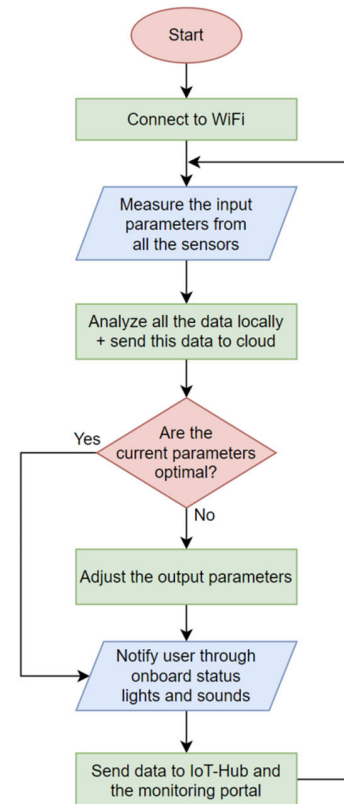 Start
Connect to WiFi
Measure the input
parameters from
all the sensors
Analyze all the data locally
+ send this data to cloud
Are the
current parameters
optimal?
Yes
No
Adjust the output parameters
Notify user through
onboard status
lights and sounds
Send data to IoT-Hub and
the monitoring portal